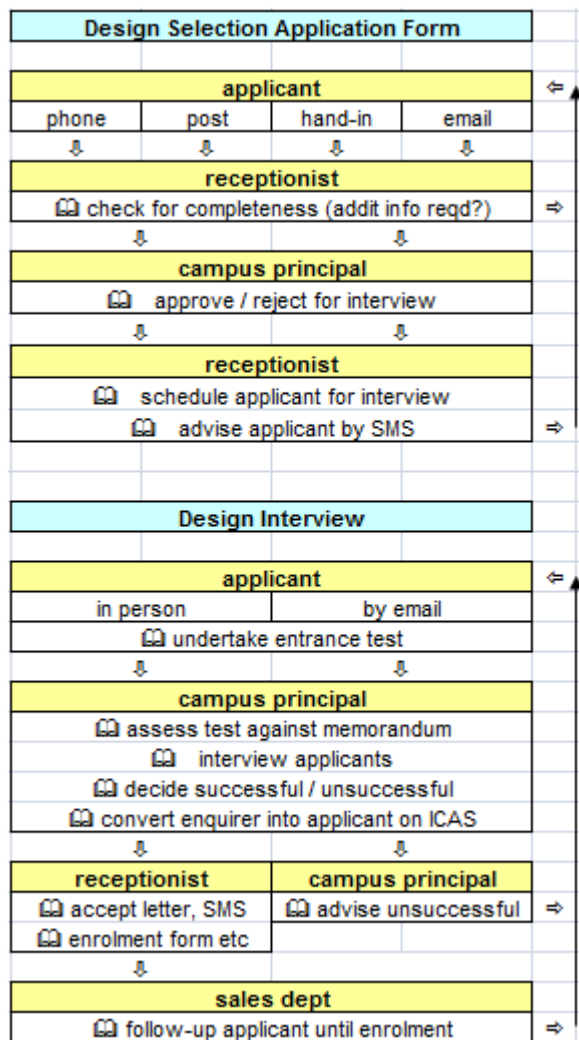 Design Selection Application Form
applicant
phone post hand-in email
receptionist
check for completeness (addit info reqd?)
campus principal
approve / reject for interview
receptionist
schedule applicant for interview
advise applicant by SMS
Design Interview
applicant
in person by email
undertake entrance test
campus principal
assess test against memorandum
interview applicants
decide successful / unsuccessful
convert enquirer into applicant on ICAS
receptionist campus principal
accept letter, SMS advise unsuccessful
enrolment form etc
sales dept
follow-up applicant until enrolment